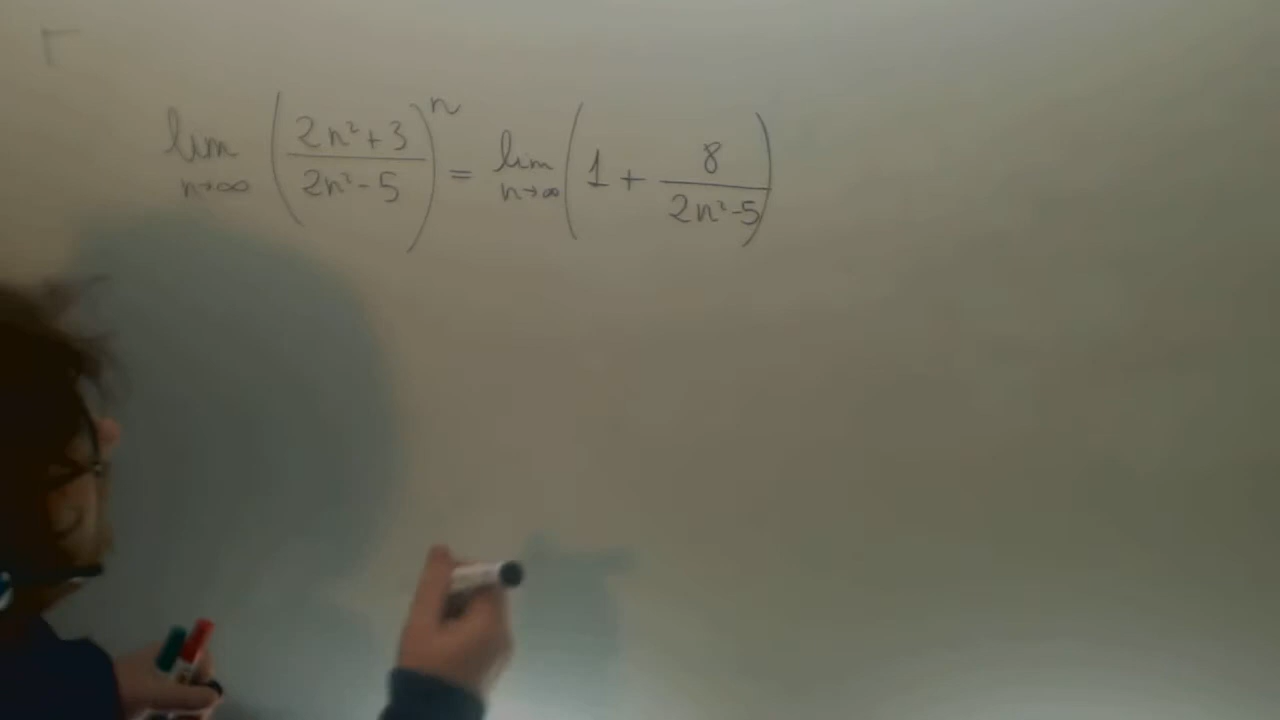 lim n→∞ (2n²+3 / 2n²-5)ⁿ = lim n→∞ (1 + 8 / 2n²-5)